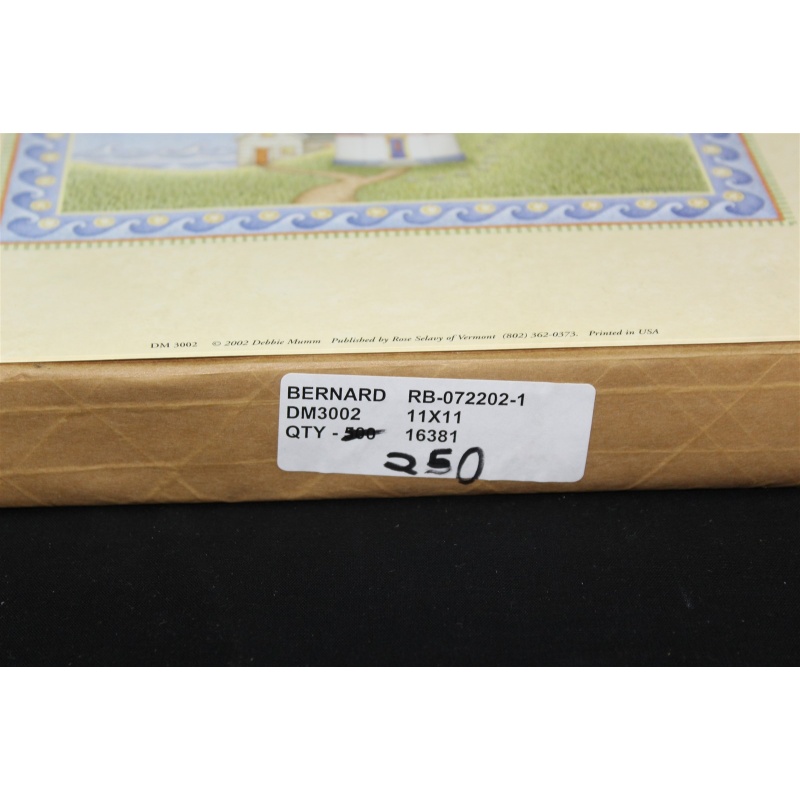 DM 3002 © 2002 Debbie Mumm Published by Rose Selavy of Vermont (802) 362-0373. Printed in USA
BERNARD RB-072202-1
DM3002 11X11
QTY - 500 16381
250